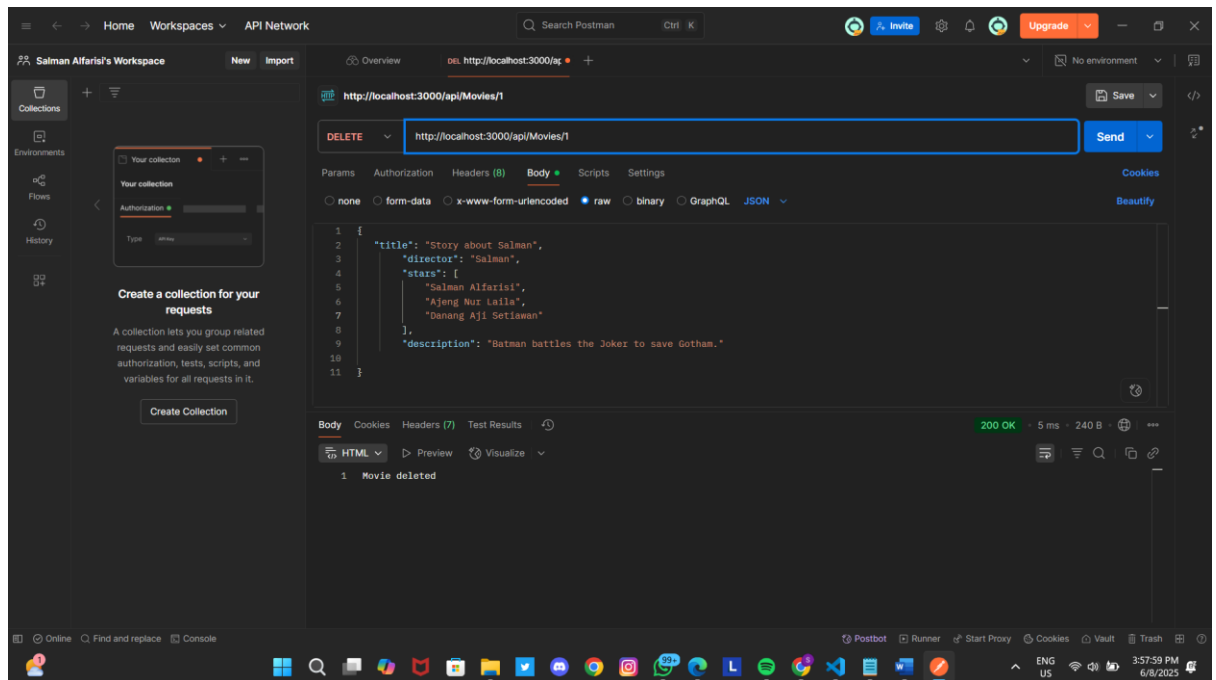 Home Workspaces API Network Search Postman Ctrl K Invite Upgrade
Salman Alfarisi's Workspace New Import Overview DEL http://localhost:3000/ap No environment
Collections
Environments
Flows
History
Your collecton
Your collection
Authorization
Type API Key
Create a collection for your
requests
A collection lets you group related
requests and easily set common
authorization, tests, scripts, and
variables for all requests in it.
Create Collection
HTTP http://localhost:3000/api/Movies/1 Save
DELETE http://localhost:3000/api/Movies/1 Send
Params Authorization Headers (8) Body Scripts Settings Cookies
none form-data x-www-form-urlencoded raw binary GraphQL JSON Beautify
1 {
2 "title": "Story about Salman",
3 "director": "Salman",
4 "stars": [
5 "Salman Alfarisi",
6 "Ajeng Nur Laila",
7 "Danang Aji Setiawan"
8 ],
9 "description": "Batman battles the Joker to save Gotham."
10
11 }
Body Cookies Headers (7) Test Results 200 OK 5 ms 240 B
HTML Preview Visualize
1 Movie deleted
Online Find and replace Console Postbot Runner Start Proxy Cookies Vault Trash
1 99+ L S W ENG 3:57:59 PM
US 6/8/2025